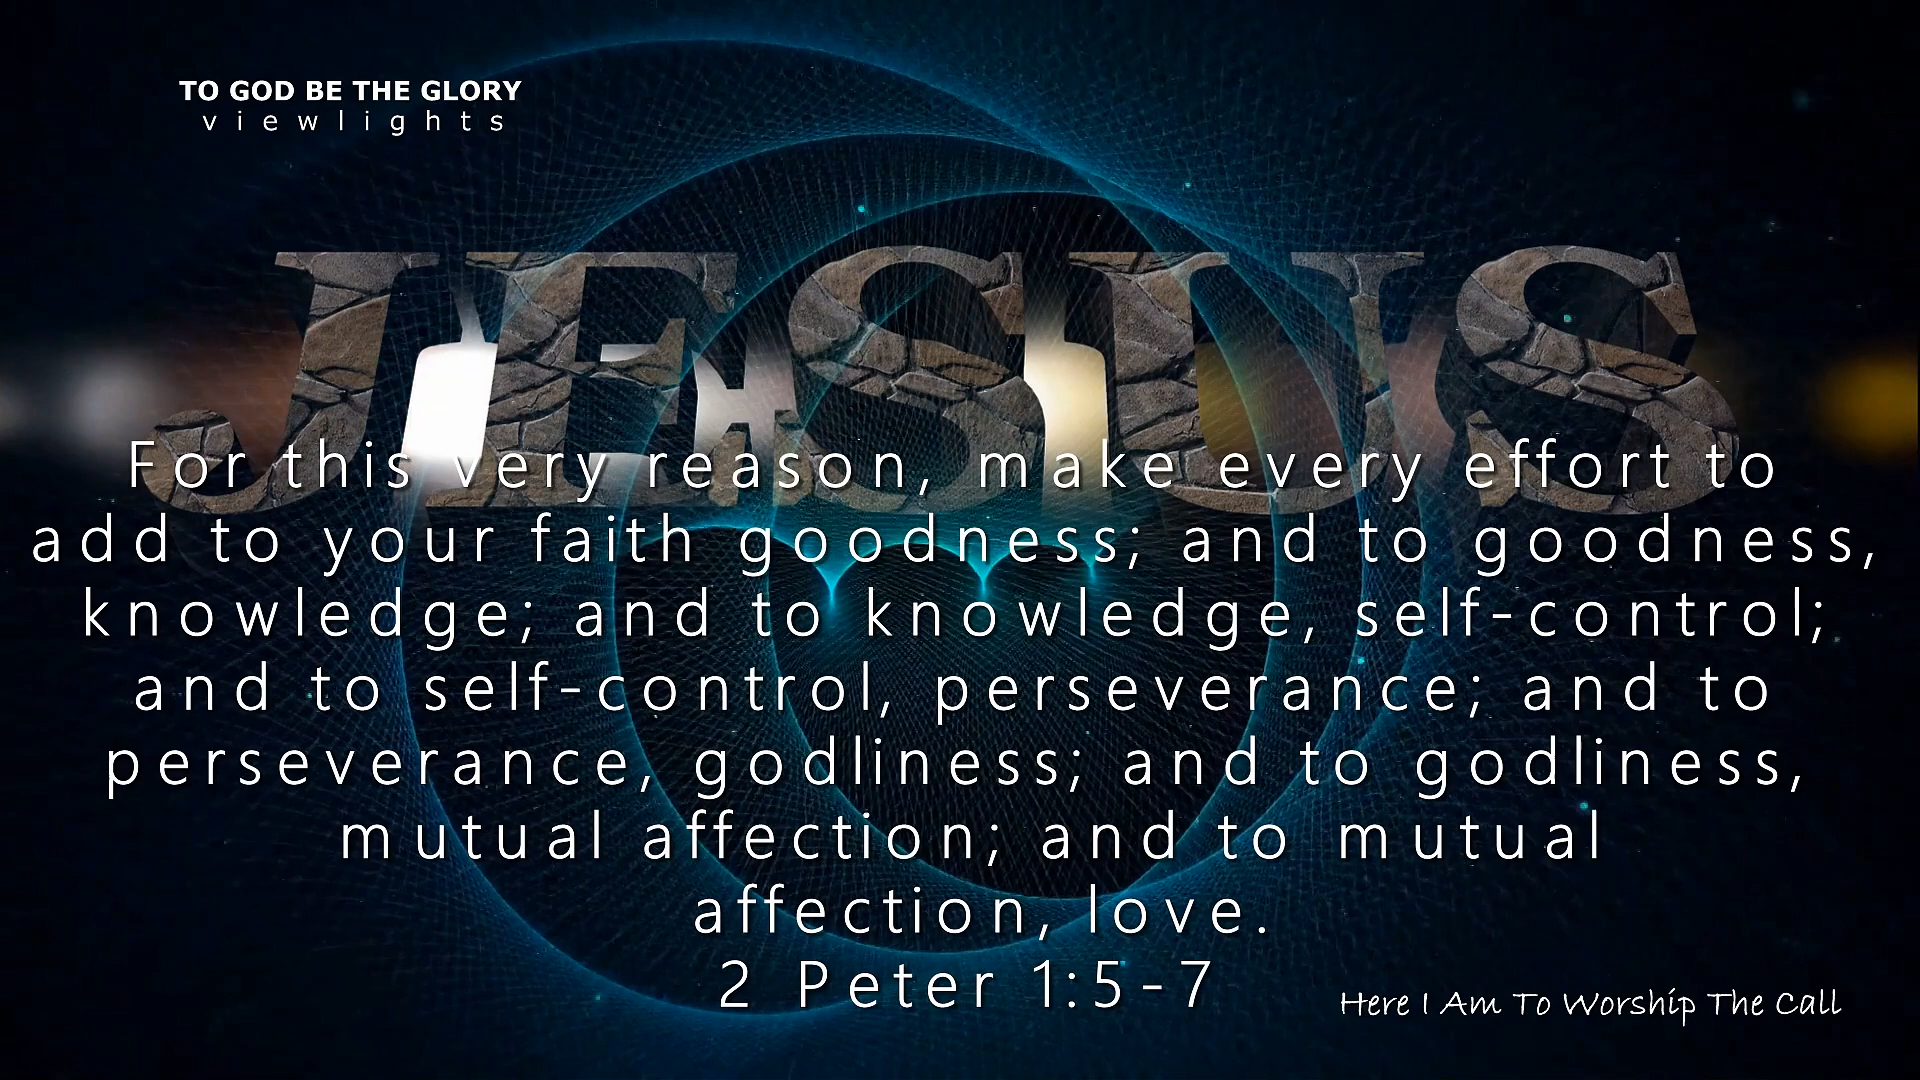 TO GOD BE THE GLORY
viewlights
JESUS
For this very reason, make every effort to
add to your faith goodness; and to goodness,
knowledge; and to knowledge, self-control;
and to self-control, perseverance; and to
perseverance, godliness; and to godliness,
mutual affection; and to mutual
affection, love.
2 Peter 1:5-7
Here I Am To Worship The Call